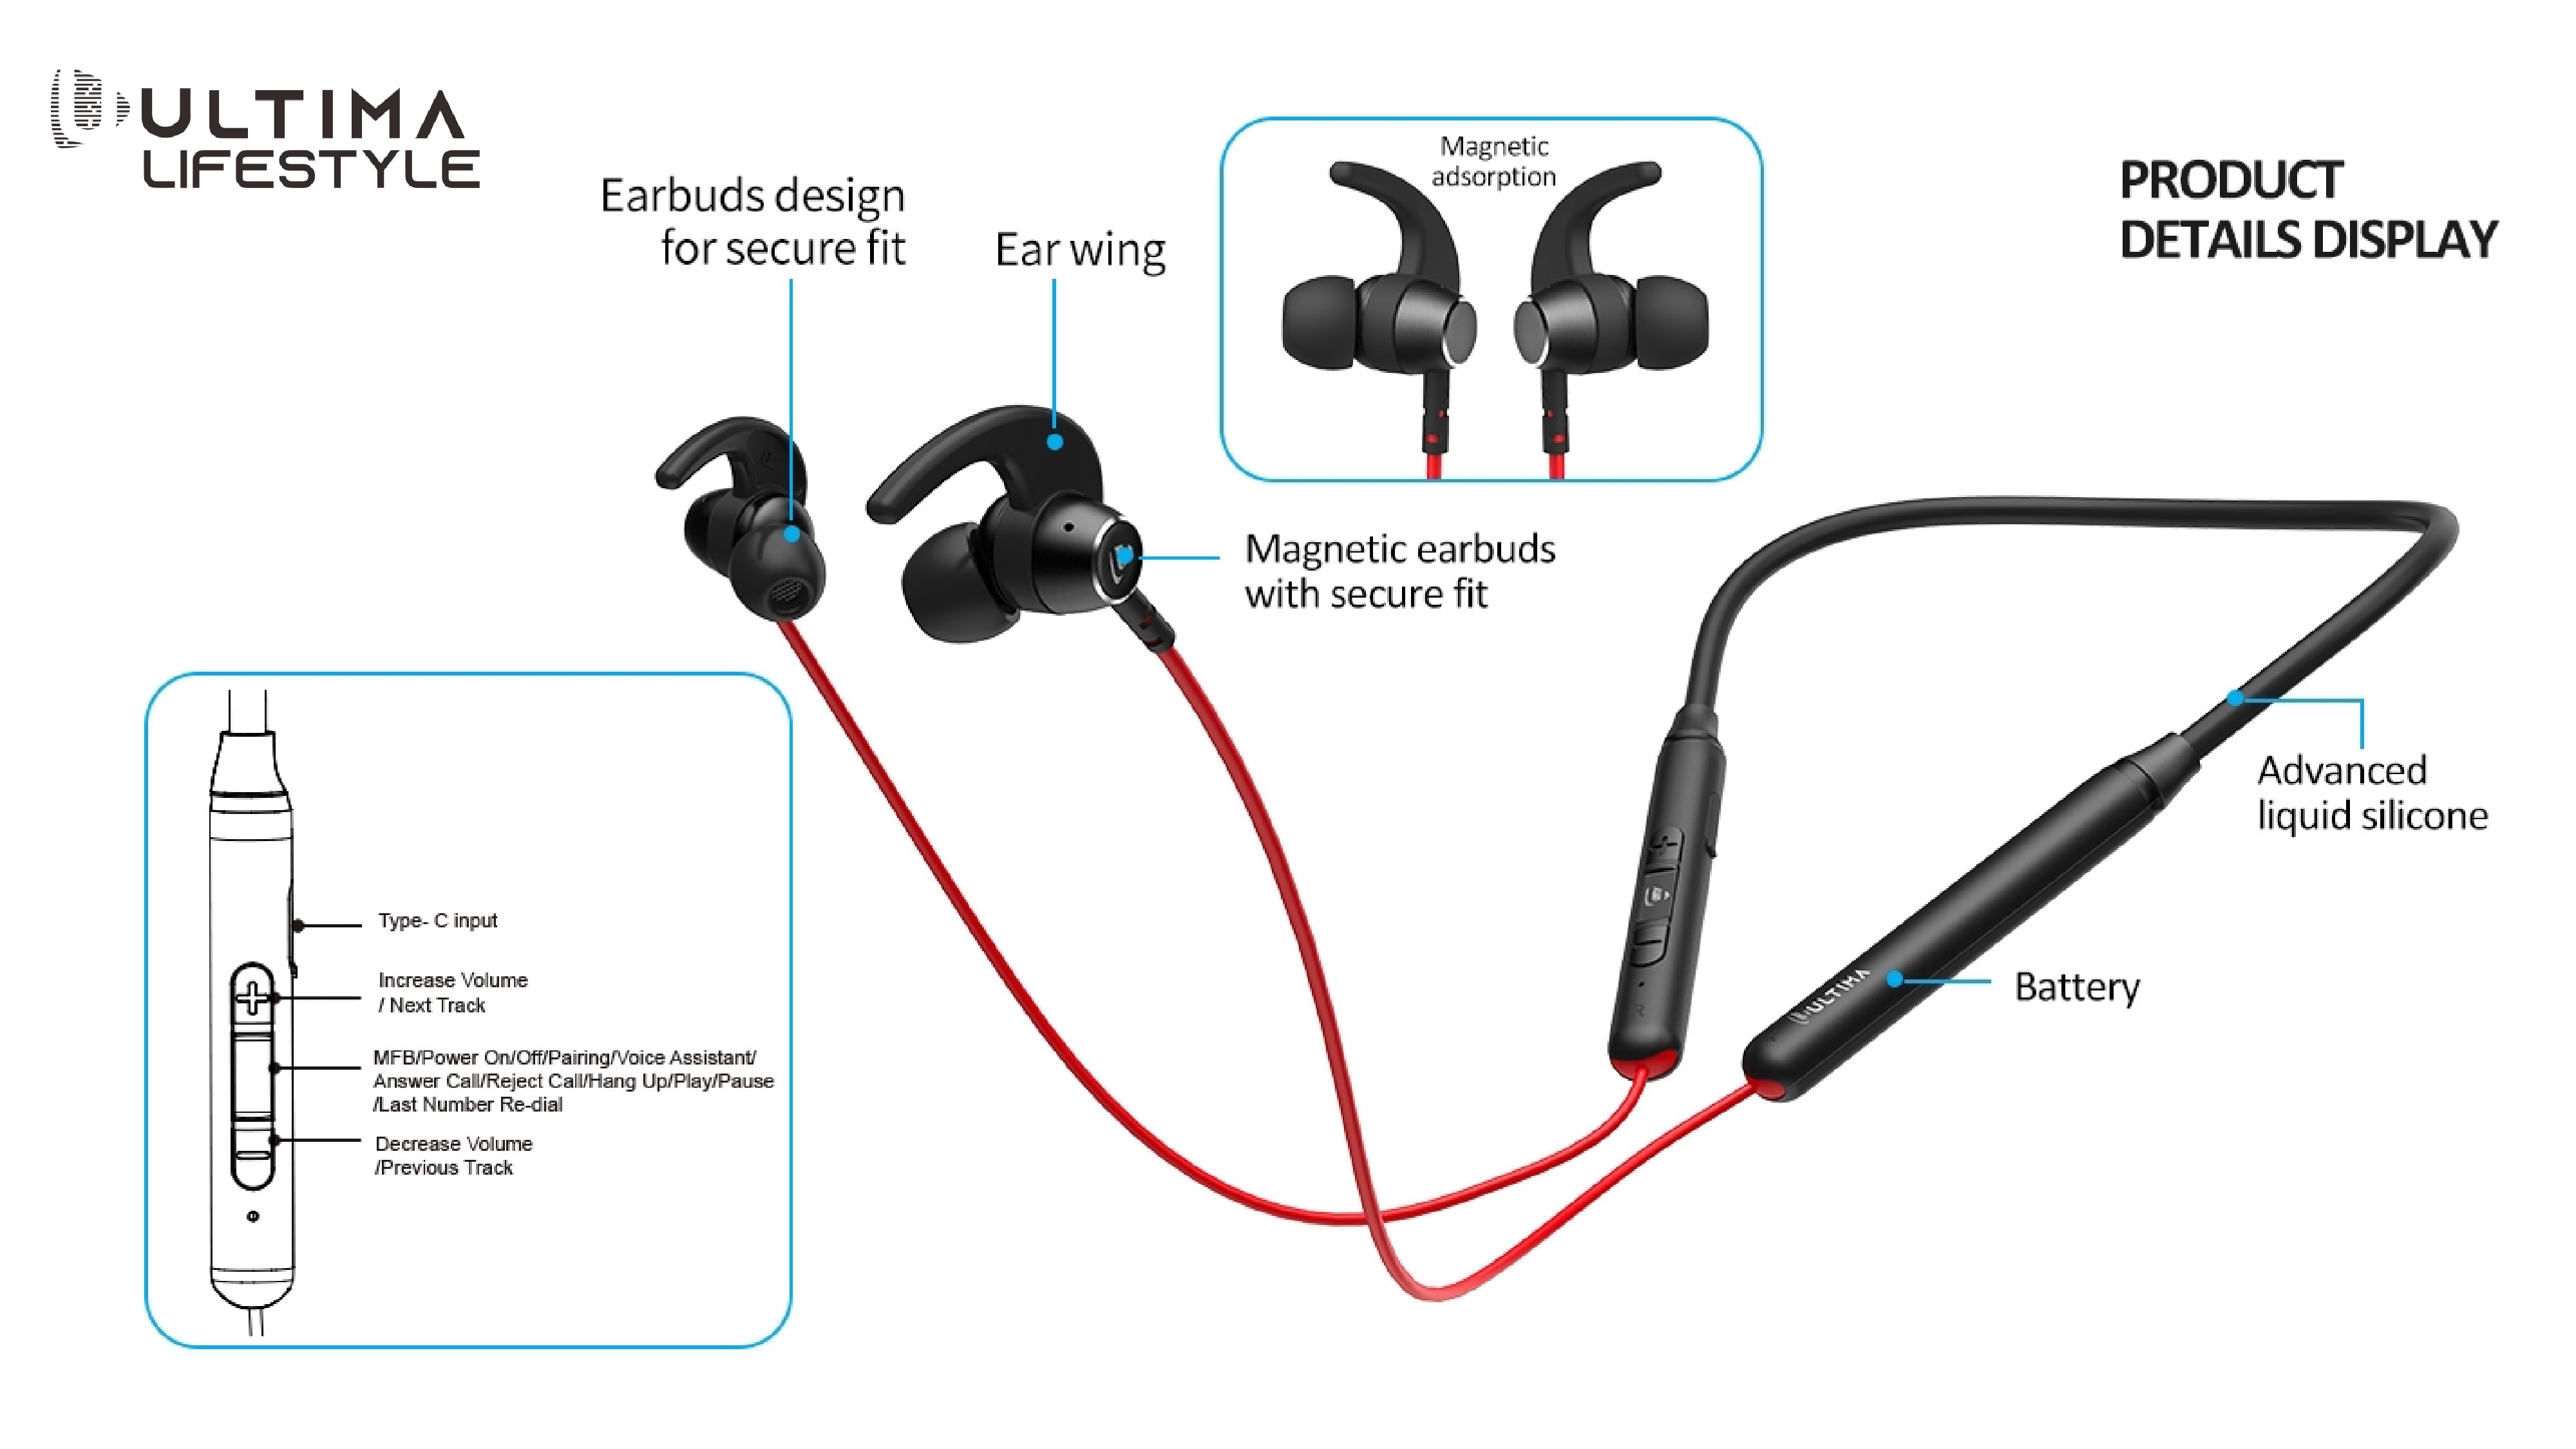 ULTIMA
LIFESTYLE
PRODUCT
DETAILS DISPLAY
Earbuds design
for secure fit
Ear wing
Magnetic
adsorption
Magnetic earbuds
with secure fit
Advanced
liquid silicone
Battery
ULTIMA
R
Type- C input
Increase Volume
/ Next Track
MFB/Power On/Off/Pairing/Voice Assistant/
Answer Call/Reject Call/Hang Up/Play/Pause
/Last Number Re-dial
Decrease Volume
/Previous Track